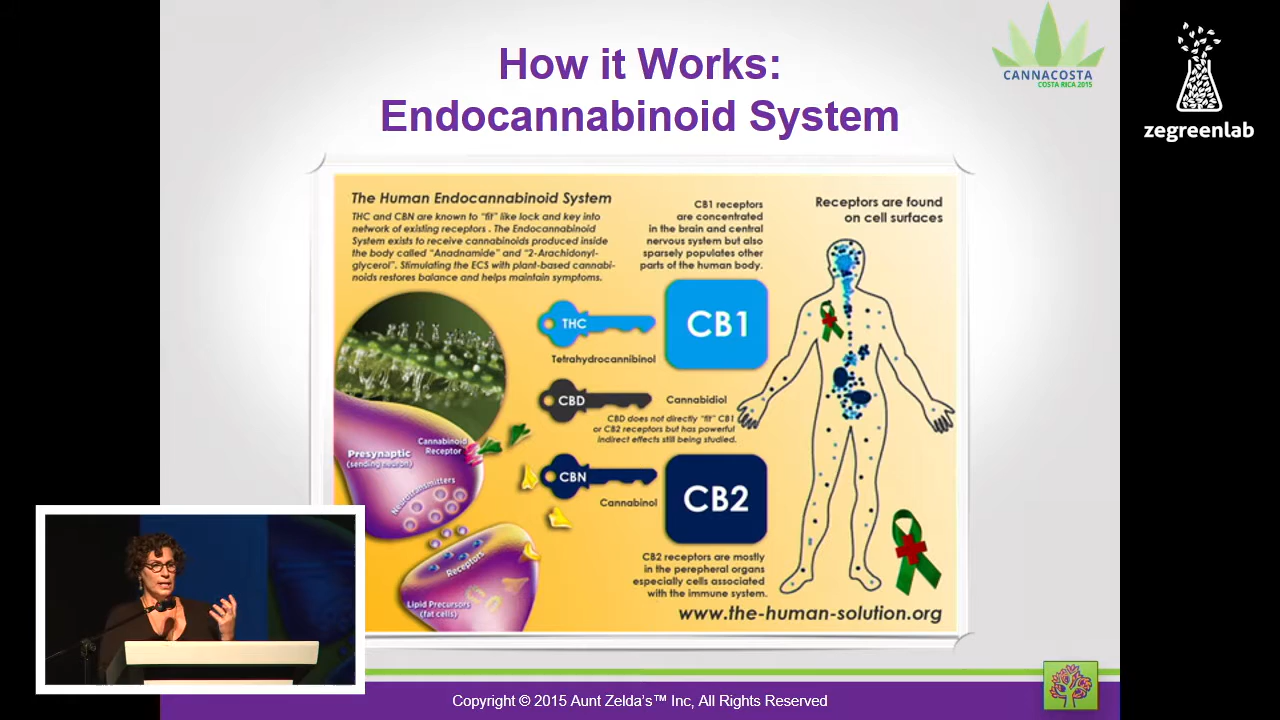 How it Works:
Endocannabinoid System
CANNACOSTA
COSTA RICA 2015
zegreenlab
The Human Endocannabinoid System
THC and CBN are known to "fit" like lock and key into
network of existing receptors . The Endocannabinoid
System exists to receive cannabinoids produced inside
the body called "Anadnamide" and "2-Arachidonyl-
glycerol". Stimulating the ECS with plant-based cannabi-
noids restores balance and helps maintain symptoms.
CB1 receptors
are concentrated
in the brain and central
nervous system but also
sparsely populates other
parts of the human body.
Receptors are found
on cell surfaces
THC
CB1
Tetrahydrocannibinol
CBD
Cannabidiol
CBD does not directly "fit" CB1
or CB2 receptors but has powerful
indirect effects still being studied.
Cannabinoid
Receptor
Presynaptic
(sending neuron)
Neurotransmitters
CBN
CB2
Cannabinol
Receptors
Lipid Precursors
(fat cells)
CB2 receptors are mostly
in the perepheral organs
especially cells associated
with the immune system.
www.the-human-solution.org
Copyright © 2015 Aunt Zelda's™ Inc, All Rights Reserved